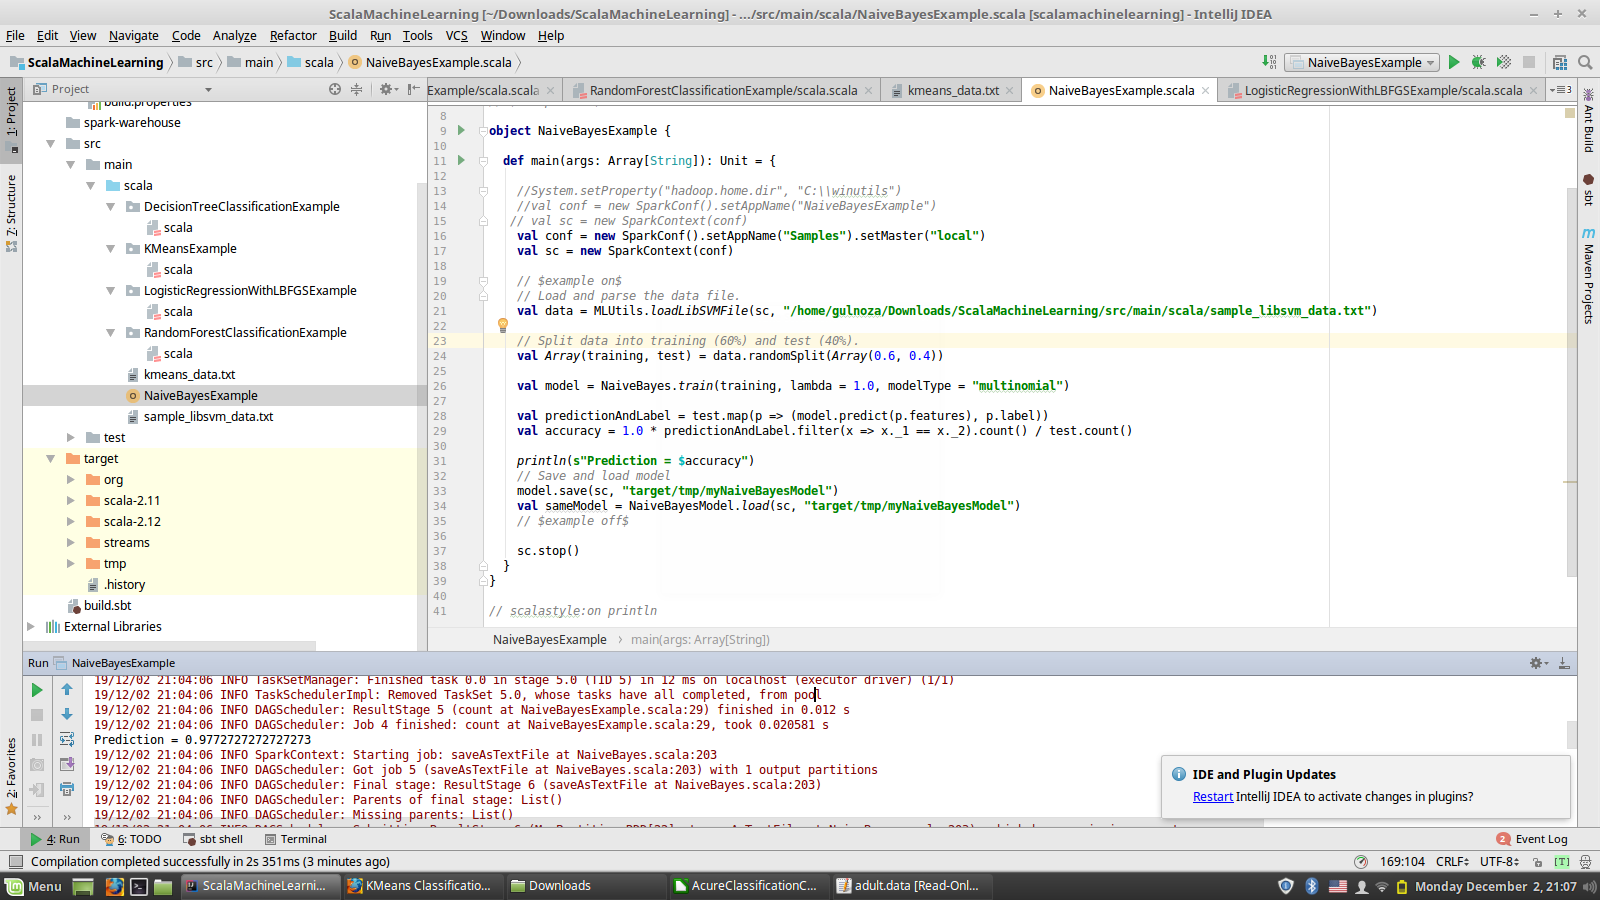 ScalaMachineLearning [~/Downloads/ScalaMachineLearning] - .../src/main/scala/NaiveBayesExample.scala [scalamachinelearning] - IntelliJ IDEA
File Edit View Navigate Code Analyze Refactor Build Run Tools VCS Window Help
ScalaMachineLearning src main scala NaiveBayesExample.scala
NaiveBayesExample
Project
Example/scala.scala
RandomForestClassificationExample/scala.scala
kmeans_data.txt
NaiveBayesExample.scala
LogisticRegressionWithLBFGSExample/scala.scala
3
1: Project
7: Structure
2: Favorites
Ant Build
sbt
Maven Projects
build.properties
spark-warehouse
src
main
scala
DecisionTreeClassificationExample
scala
KMeansExample
scala
LogisticRegressionWithLBFGSExample
scala
RandomForestClassificationExample
scala
kmeans_data.txt
NaiveBayesExample
sample_libsvm_data.txt
test
target
org
scala-2.11
scala-2.12
streams
tmp
.history
build.sbt
External Libraries
8
9 object NaiveBayesExample {
10
11 def main(args: Array[String]): Unit = {
12
13 //System.setProperty("hadoop.home.dir", "C:\\winutils")
14 //val conf = new SparkConf().setAppName("NaiveBayesExample")
15 // val sc = new SparkContext(conf)
16 val conf = new SparkConf().setAppName("Samples").setMaster("local")
17 val sc = new SparkContext(conf)
18
19 // $example on$
20 // Load and parse the data file.
21 val data = MLUtils.loadLibSVMFile(sc, "/home/gulnoza/Downloads/ScalaMachineLearning/src/main/scala/sample_libsvm_data.txt")
22
23 // Split data into training (60%) and test (40%).
24 val Array(training, test) = data.randomSplit(Array(0.6, 0.4))
25
26 val model = NaiveBayes.train(training, lambda = 1.0, modelType = "multinomial")
27
28 val predictionAndLabel = test.map(p => (model.predict(p.features), p.label))
29 val accuracy = 1.0 * predictionAndLabel.filter(x => x._1 == x._2).count() / test.count()
30
31 println(s"Prediction = $accuracy")
32 // Save and load model
33 model.save(sc, "target/tmp/myNaiveBayesModel")
34 val sameModel = NaiveBayesModel.load(sc, "target/tmp/myNaiveBayesModel")
35 // $example off$
36
37 sc.stop()
38 }
39 }
40
41 // scalastyle:on println
NaiveBayesExample main(args: Array[String])
Run NaiveBayesExample
19/12/02 21:04:06 INFO TaskSetManager: Finished task 0.0 in stage 5.0 (TID 5) in 12 ms on localhost (executor driver) (1/1)
19/12/02 21:04:06 INFO TaskSchedulerImpl: Removed TaskSet 5.0, whose tasks have all completed, from pool
19/12/02 21:04:06 INFO DAGScheduler: ResultStage 5 (count at NaiveBayesExample.scala:29) finished in 0.012 s
19/12/02 21:04:06 INFO DAGScheduler: Job 4 finished: count at NaiveBayesExample.scala:29, took 0.020581 s
Prediction = 0.9772727272727273
19/12/02 21:04:06 INFO SparkContext: Starting job: saveAsTextFile at NaiveBayes.scala:203
19/12/02 21:04:06 INFO DAGScheduler: Got job 5 (saveAsTextFile at NaiveBayes.scala:203) with 1 output partitions
19/12/02 21:04:06 INFO DAGScheduler: Final stage: ResultStage 6 (saveAsTextFile at NaiveBayes.scala:203)
19/12/02 21:04:06 INFO DAGScheduler: Parents of final stage: List()
19/12/02 21:04:06 INFO DAGScheduler: Missing parents: List()
IDE and Plugin Updates
Restart IntelliJ IDEA to activate changes in plugins?
4: Run 6: TODO sbt shell Terminal 2 Event Log
Compilation completed successfully in 2s 351ms (3 minutes ago) 169:104 CRLF UTF-8 [T]
Menu ScalaMachineLearni... KMeans Classificatio... Downloads AcureClassificationC... adult.data [Read-Onl... Monday December 2, 21:07